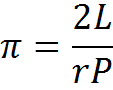 π = 2L / rP